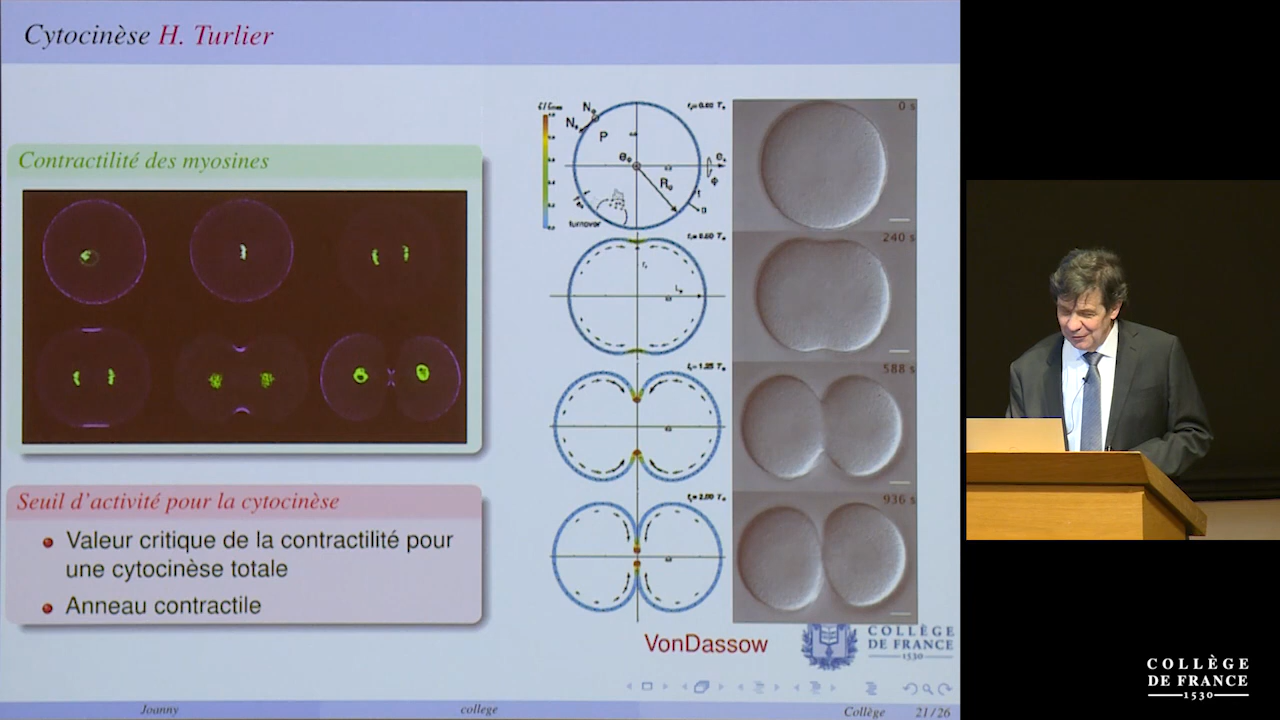 Cytocinèse H. Turlier
Contractilité des myosines
Seuil d'activité pour la cytocinèse
Valeur critique de la contractilité pour
une cytocinèse totale
Anneau contractile
P
turnover
0 s
240 s
588 s
936 s
VonDassow
COLLÈGE
DE FRANCE
1530
Joanny
college
Collège
21/26
COLLÈGE
DE FRANCE
1530